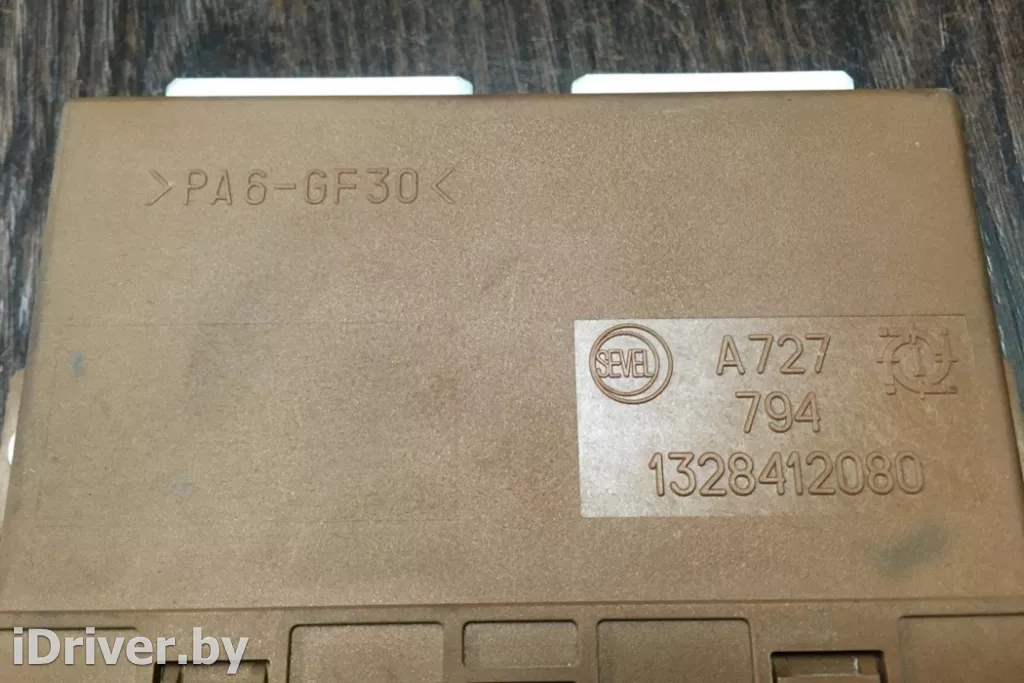 >PA6-GF30<
SEVEL A727
794
1328412080
iDriver.by